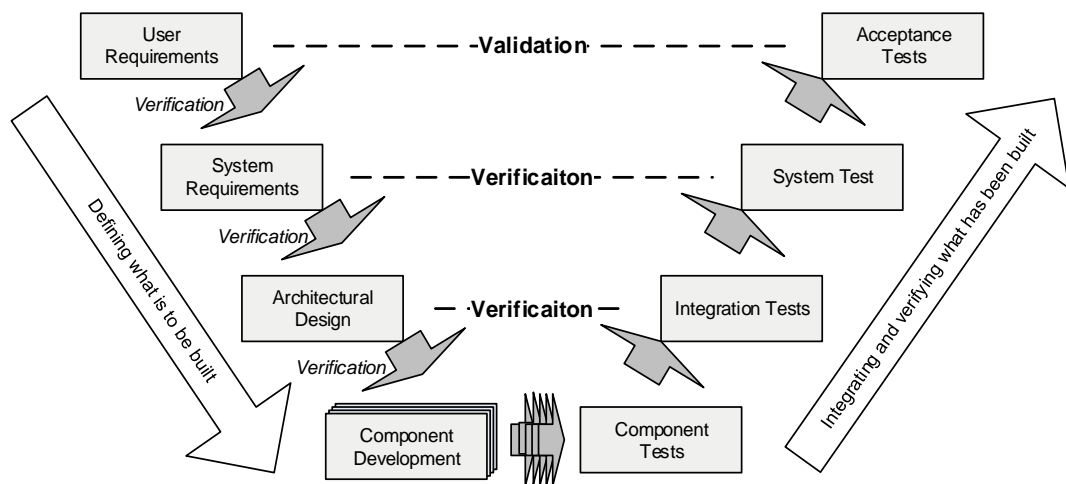 User
Requirements
Validation
Acceptance
Tests
Verification
System
Requirements
Verificaiton
System Test
Verification
Architectural
Design
Verificaiton
Integration Tests
Verification
Component
Development
Component
Tests
Defining what is to be built
Integrating and verifying what has been built